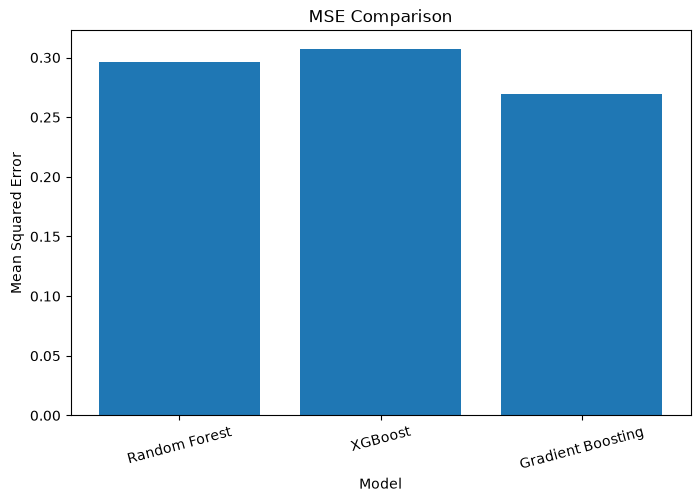 MSE Comparison
Mean Squared Error
0.30
0.25
0.20
0.15
0.10
0.05
0.00
Random Forest
XGBoost
Gradient Boosting
Model